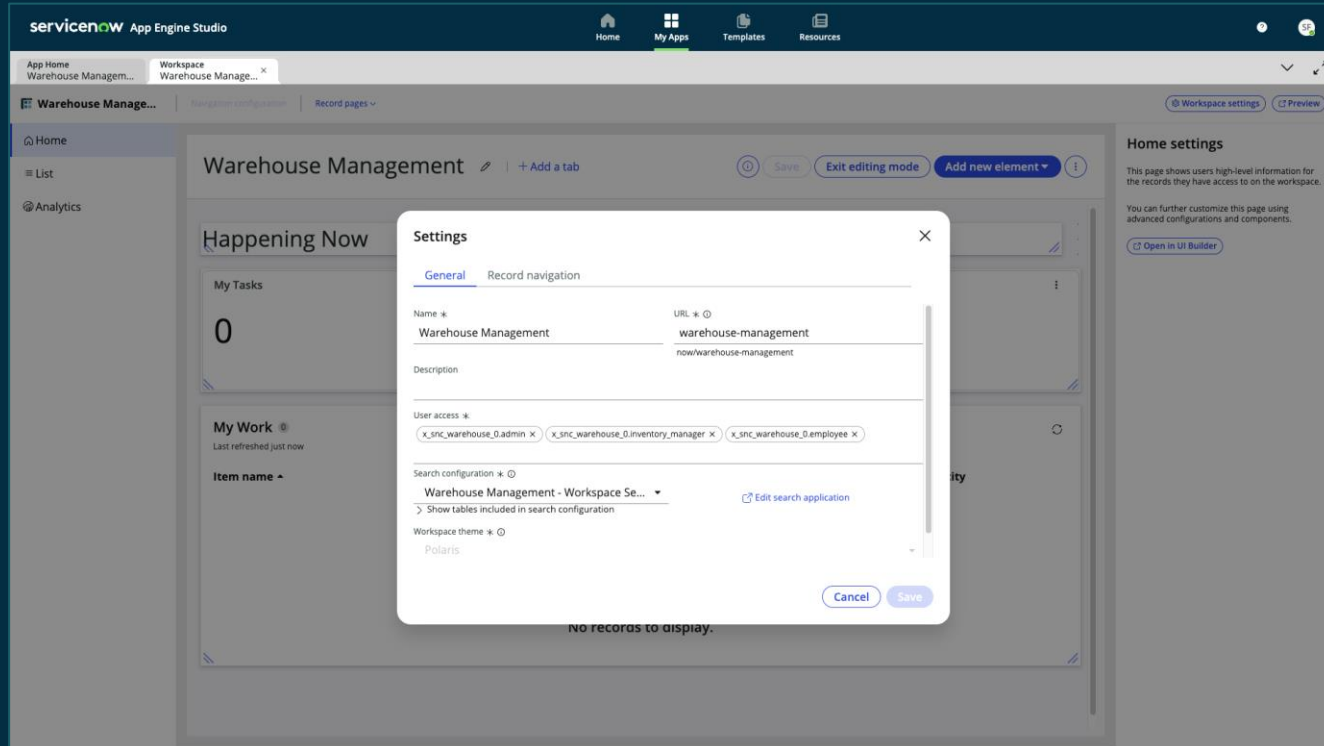 servicenow App Engine Studio
Home
My Apps
Templates
Resources
SF
App Home
Warehouse Managem...
Workspace
Warehouse Manage...
Warehouse Manage...
Navigation configuration
Record pages
Workspace settings
Preview
Home
List
Analytics
Warehouse Management
+ Add a tab
Save
Exit editing mode
Add new element
Home settings
This page shows users high-level information for
the records they have access to on the workspace.
You can further customize this page using
advanced configurations and components.
Open in UI Builder
Happening Now
My Tasks
0
My Work 0
Last refreshed just now
Item name
ity
No records to display.
Settings
General
Record navigation
Name *
Warehouse Management
URL *
warehouse-management
now/warehouse-management
Description
User access *
x_snc_warehouse_0.admin ×
x_snc_warehouse_0.inventory_manager ×
x_snc_warehouse_0.employee ×
Search configuration *
Warehouse Management - Workspace Se...
Edit search application
Show tables included in search configuration
Workspace theme *
Polaris
Cancel
Save